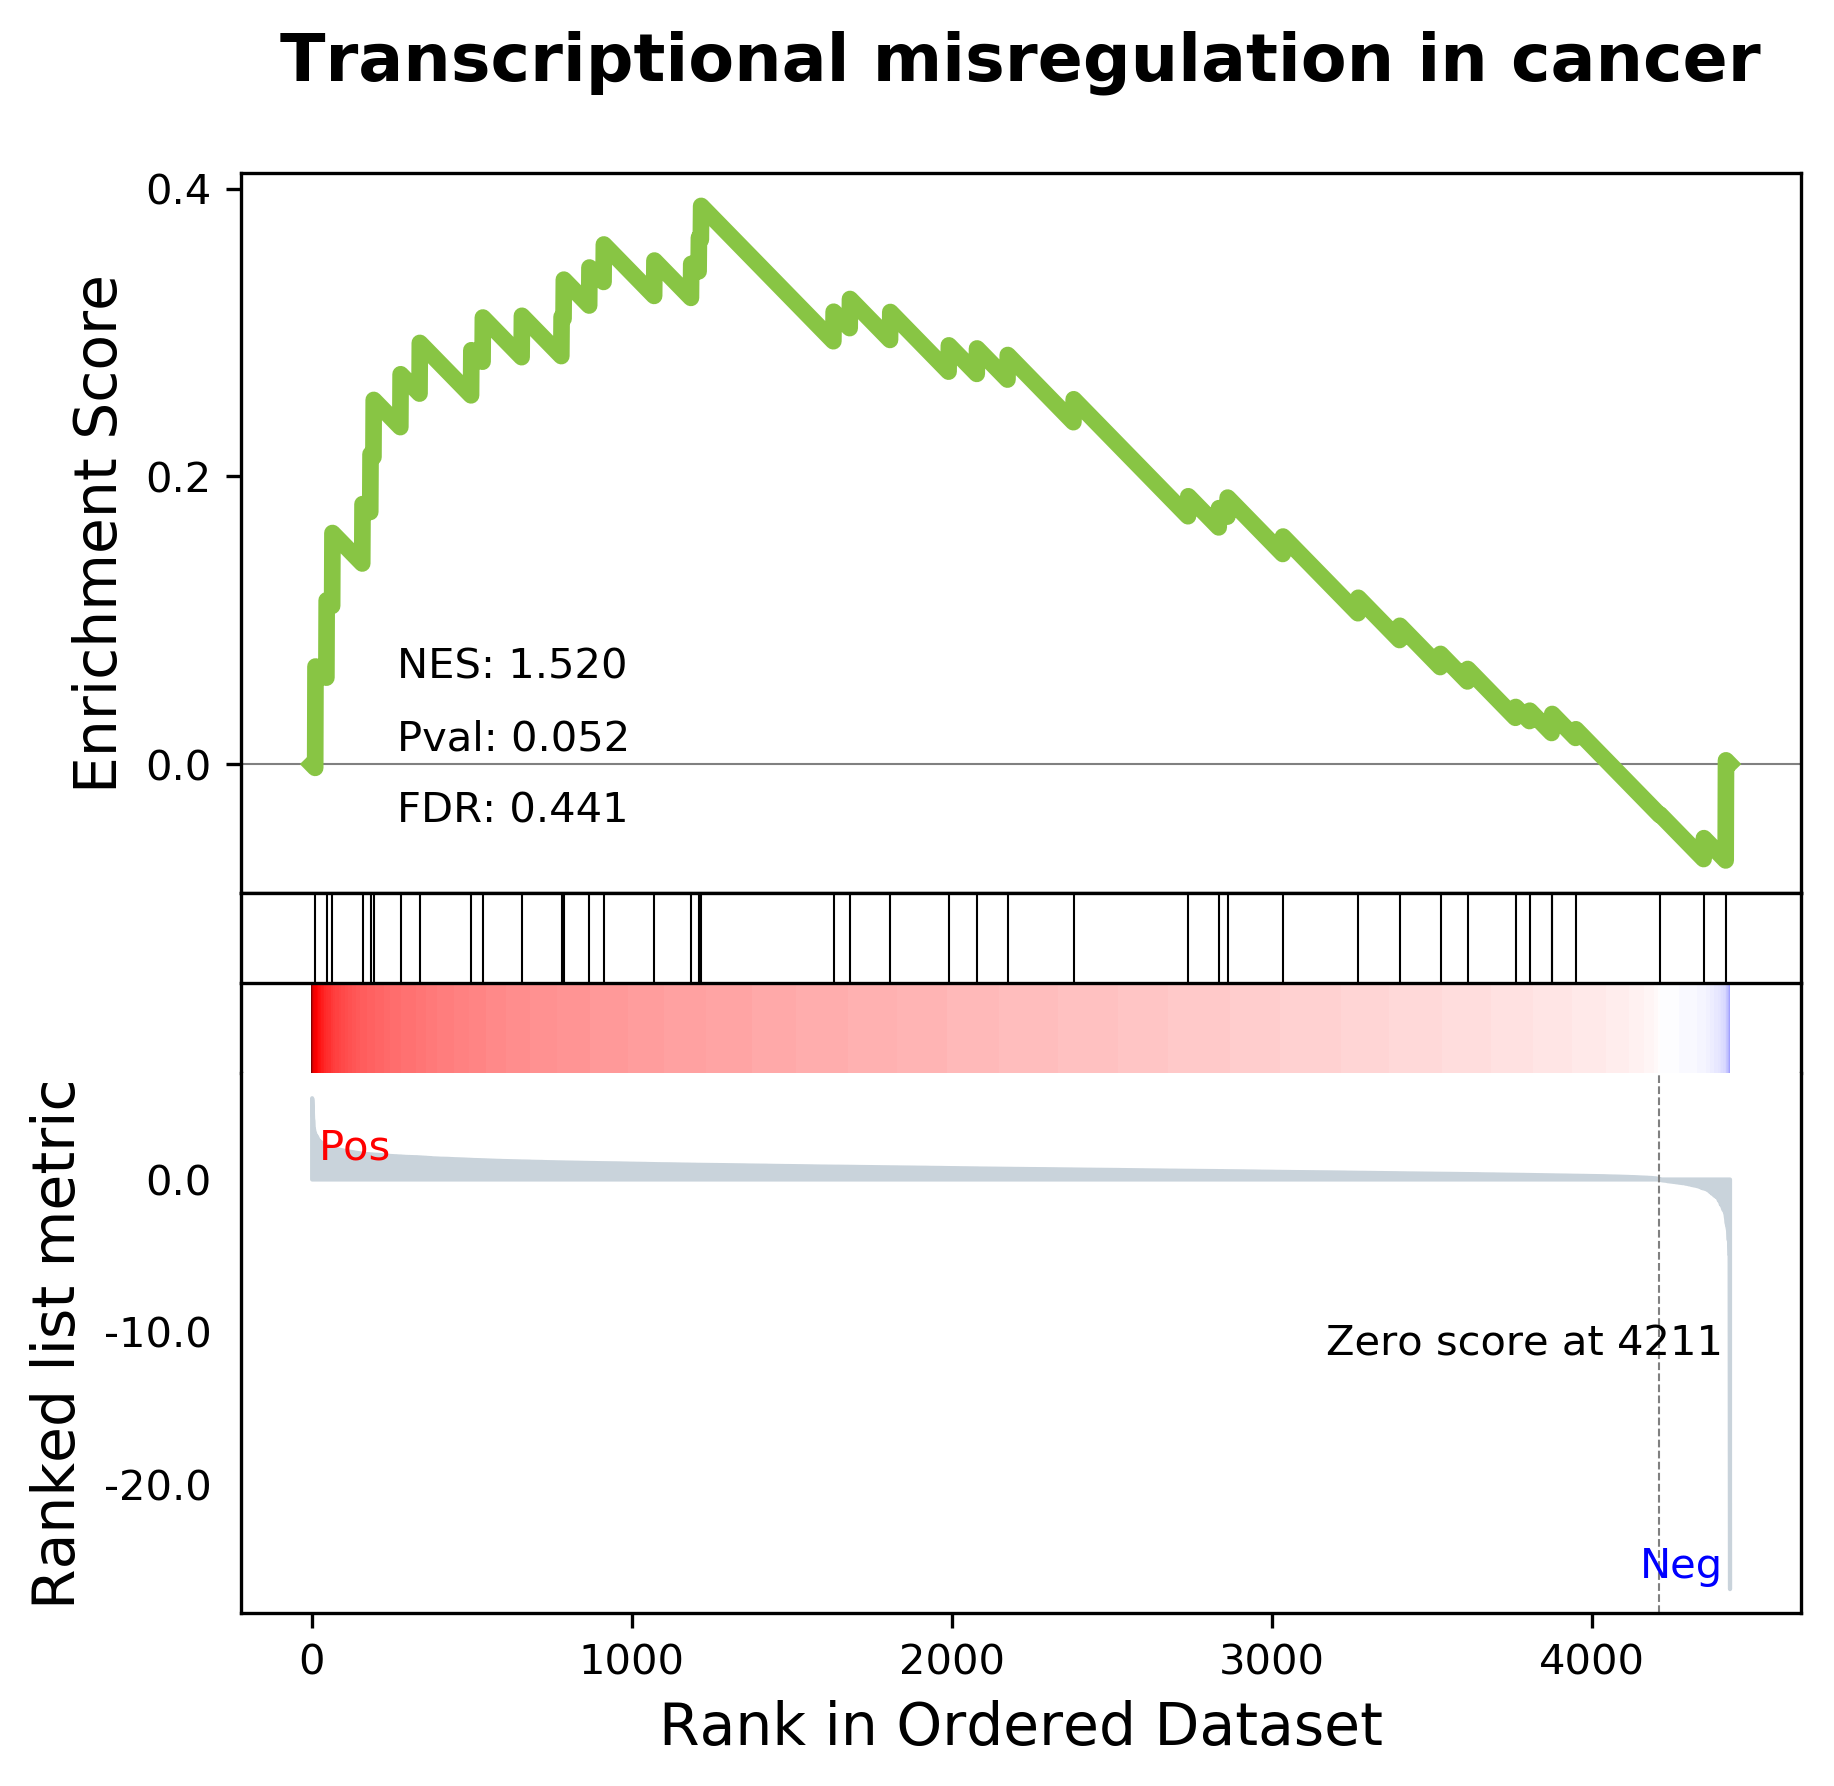 Transcriptional misregulation in cancer
Enrichment Score
0.4
0.2
0.0
NES: 1.520
Pval: 0.052
FDR: 0.441
Ranked list metric
Pos
0.0
-10.0
-20.0
Zero score at 4211
Neg
0 1000 2000 3000 4000
Rank in Ordered Dataset